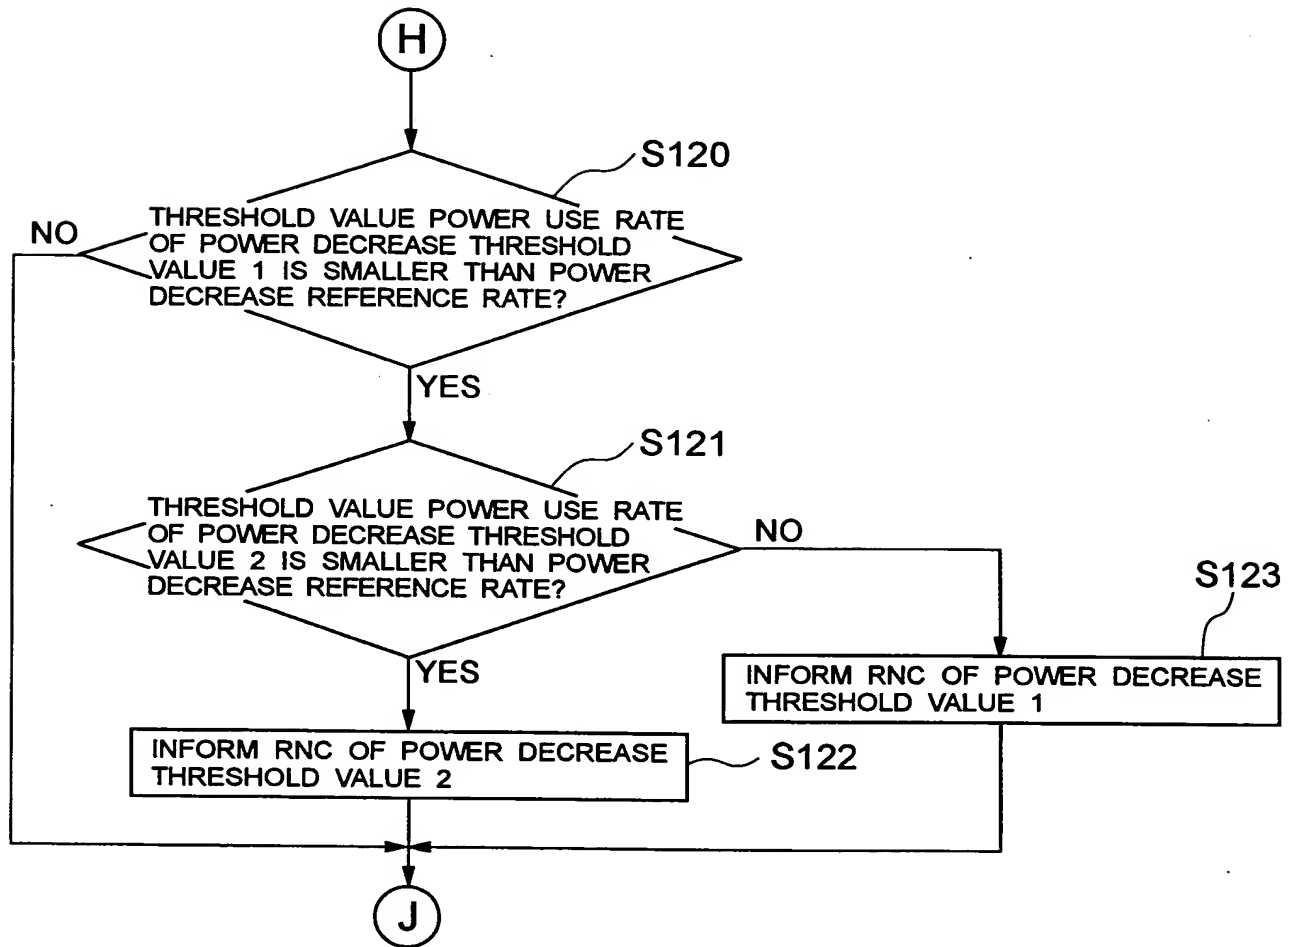 H
S120
THRESHOLD VALUE POWER USE RATE
OF POWER DECREASE THRESHOLD
VALUE 1 IS SMALLER THAN POWER
DECREASE REFERENCE RATE?
NO
YES
S121
THRESHOLD VALUE POWER USE RATE
OF POWER DECREASE THRESHOLD
VALUE 2 IS SMALLER THAN POWER
DECREASE REFERENCE RATE?
NO
YES
S123
INFORM RNC OF POWER DECREASE
THRESHOLD VALUE 1
INFORM RNC OF POWER DECREASE
THRESHOLD VALUE 2
S122
J